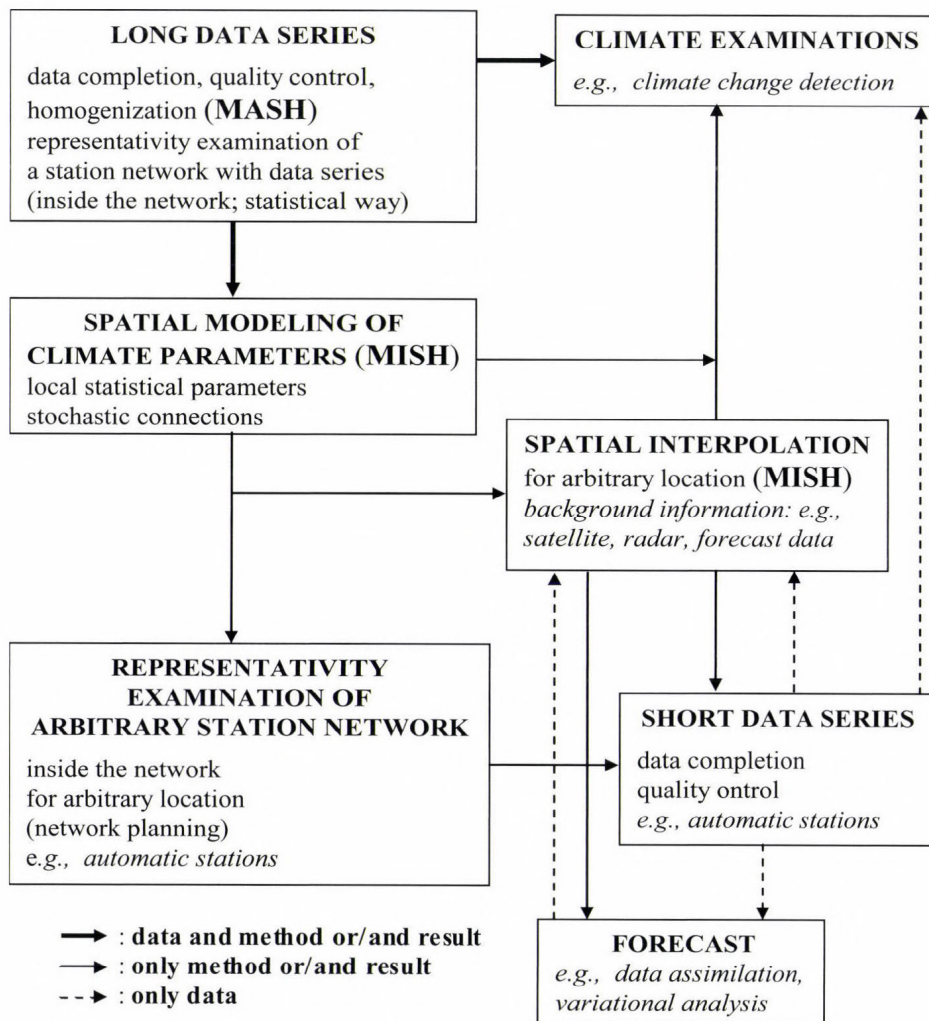 LONG DATA SERIES
data completion, quality control,
homogenization (MASH)
representativity examination of
a station network with data series
(inside the network; statistical way)
CLIMATE EXAMINATIONS
e.g., climate change detection
SPATIAL MODELING OF
CLIMATE PARAMETERS (MISH)
local statistical parameters
stochastic connections
SPATIAL INTERPOLATION
for arbitrary location (MISH)
background information: e.g.,
satellite, radar, forecast data
REPRESENTATIVITY
EXAMINATION OF
ARBITRARY STATION NETWORK
inside the network
for arbitrary location
(network planning)
e.g., automatic stations
SHORT DATA SERIES
data completion
quality ontrol
e.g., automatic stations
FORECAST
e.g., data assimilation,
variational analysis
: data and method or/and result
: only method or/and result
: only data